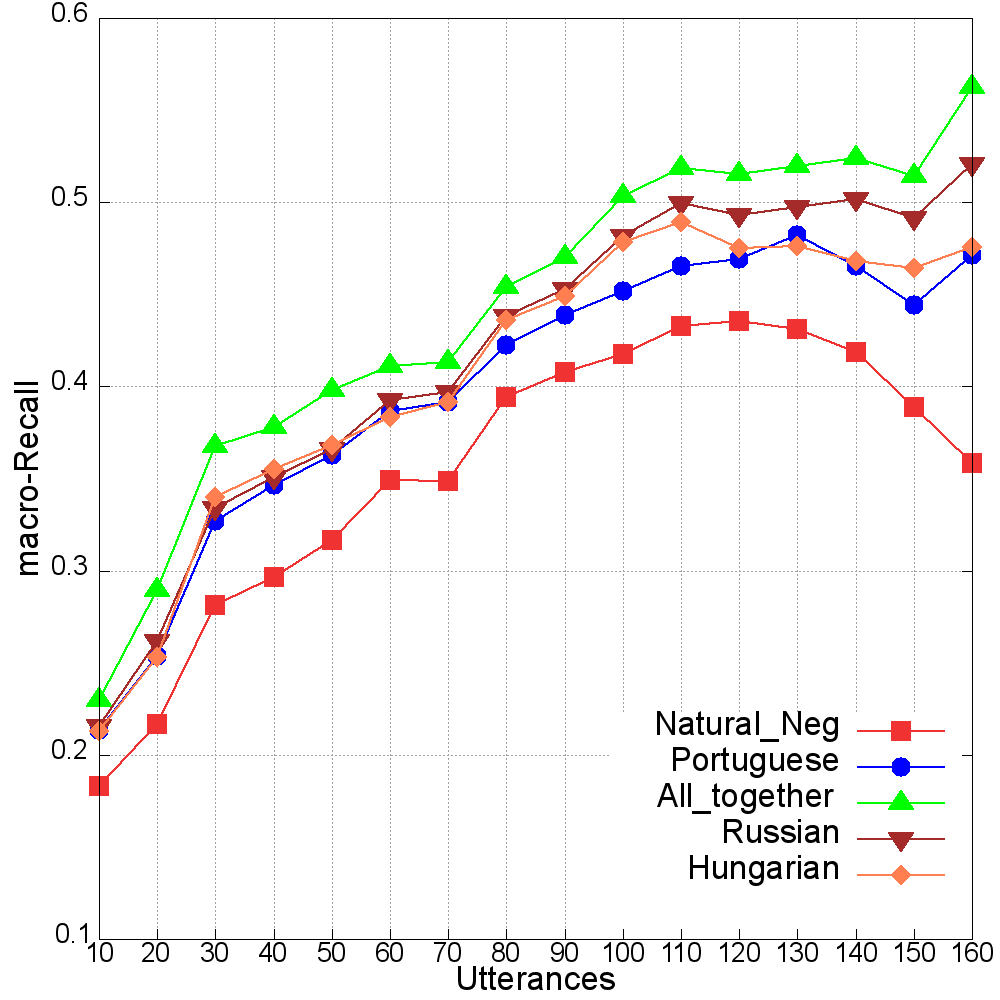 0.6
0.5
0.4
0.3
0.2
0.1
macro-Recall
Natural_Neg
Portuguese
All_together
Russian
Hungarian
10 20 30 40 50 60 70 80 90 100 110 120 130 140 150 160
Utterances